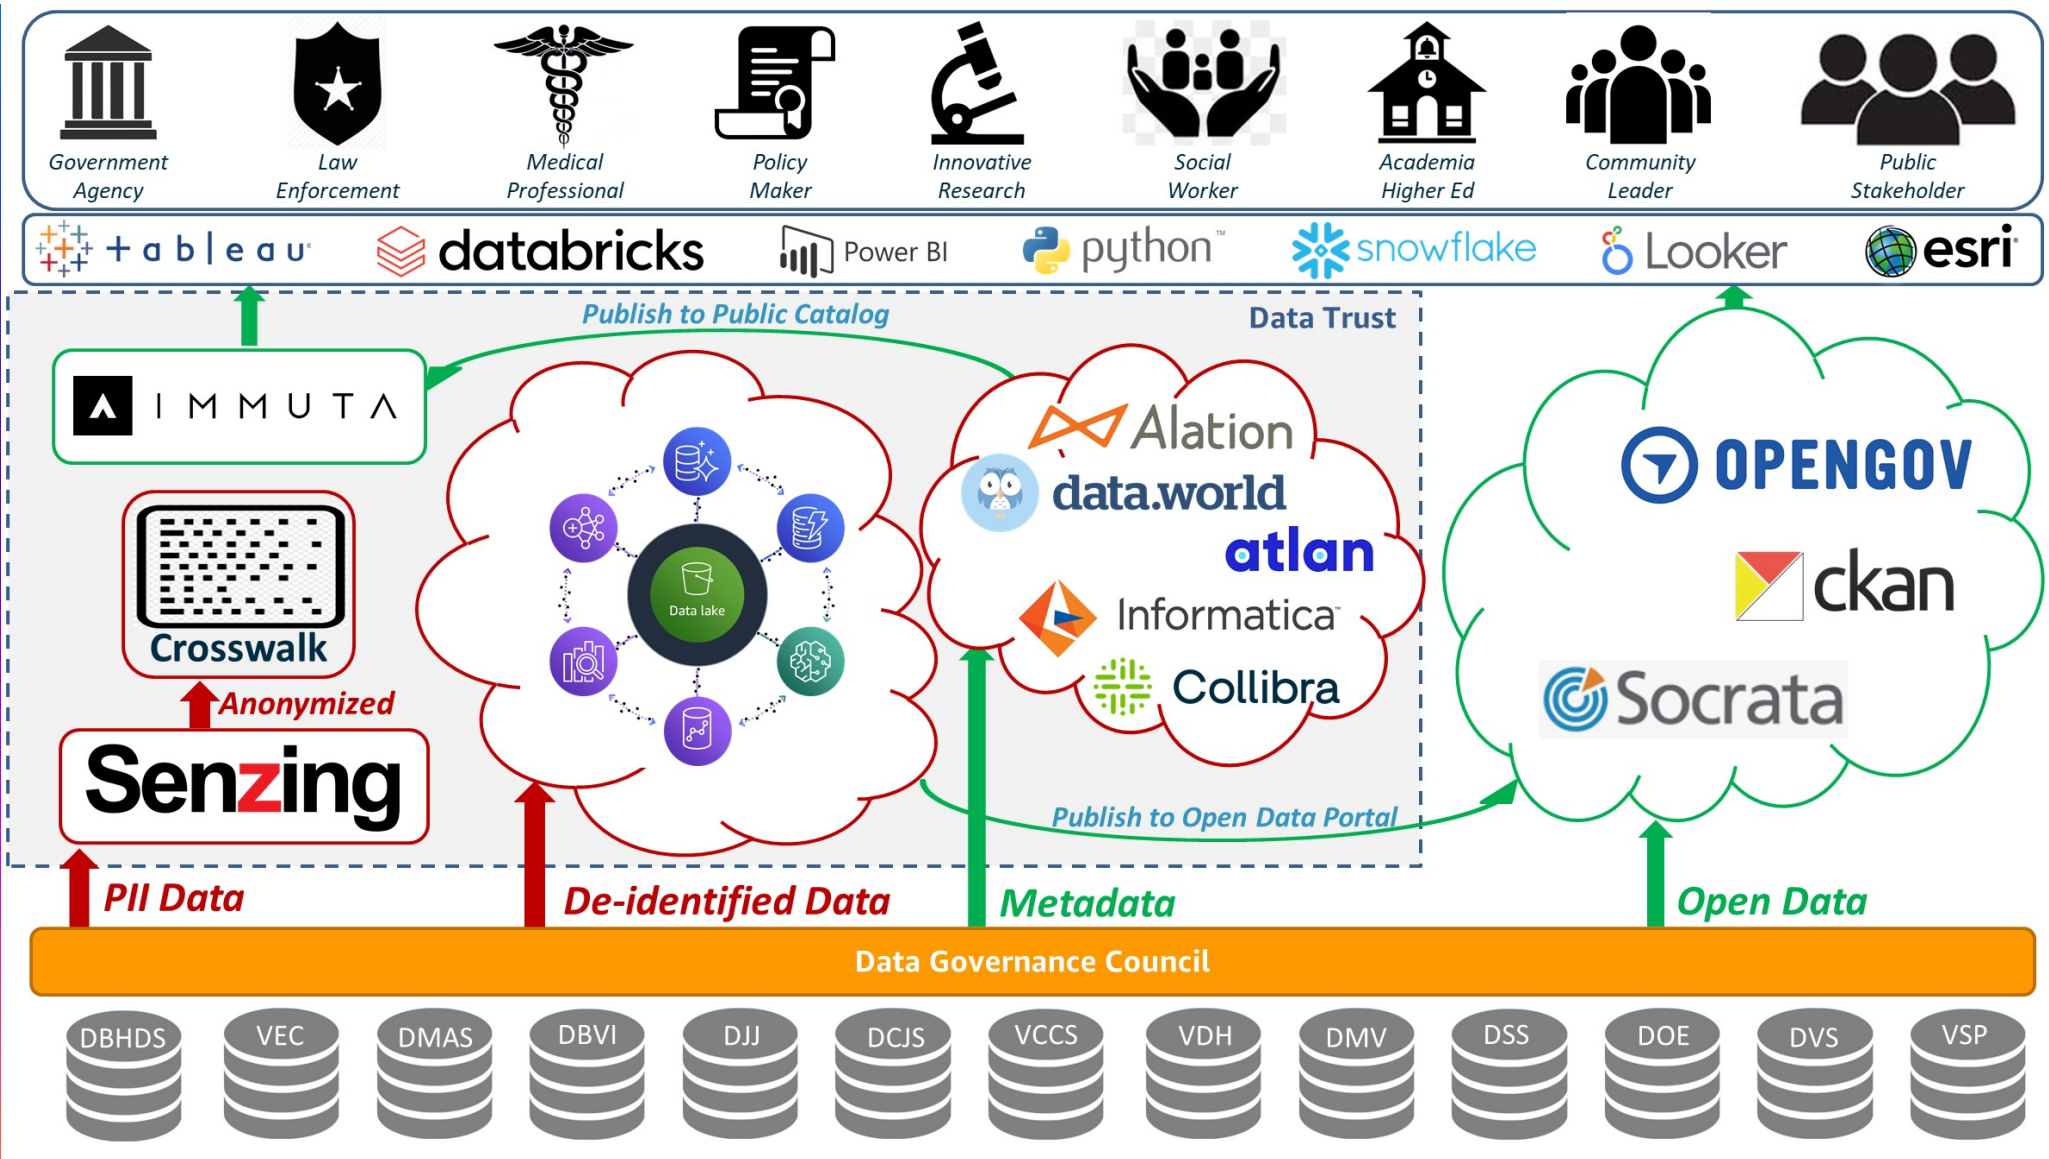 Government
Agency
Law
Enforcement
Medical
Professional
Policy
Maker
Innovative
Research
Social
Worker
Academia
Higher Ed
Community
Leader
Public
Stakeholder
+ableau
databricks
Power BI
python™
snowflake
Looker
esri
Publish to Public Catalog
Data Trust
IMMUTA
Alation
data.world
atlan
Informatica™
Collibra
OPENGOV
ckan
Socrata
Data lake
Crosswalk
Anonymized
Senzing
Publish to Open Data Portal
PII Data
De-identified Data
Metadata
Open Data
Data Governance Council
DBHDS
VEC
DMAS
DBVI
DJJ
DCJS
VCCS
VDH
DMV
DSS
DOE
DVS
VSP